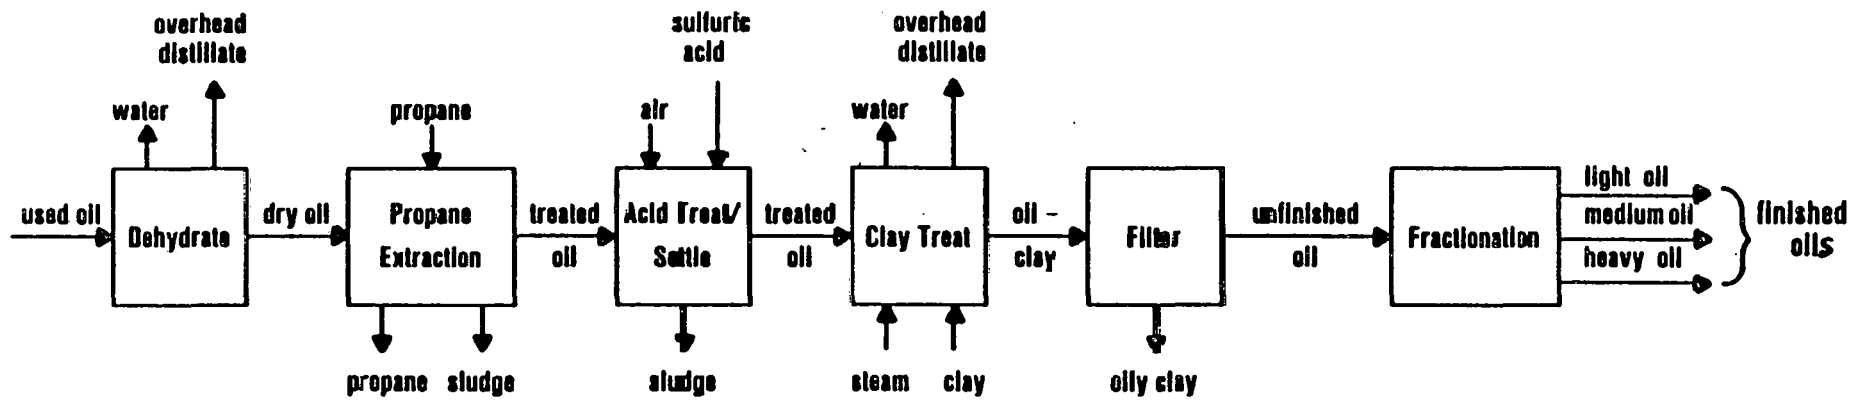 overhead
distillate
sulfuric
acid
overhead
distillate
water
propane
air
water
used oil
Dehydrate
dry oil
Propane
Extraction
treated
oil
Acid Treat/
Settle
treated
oil
Clay Treat
oil -
clay
Filter
unfinished
oil
Fractionation
light oil
medium oil
heavy oil
finished
oils
propane
sludge
sludge
steam
clay
oily clay